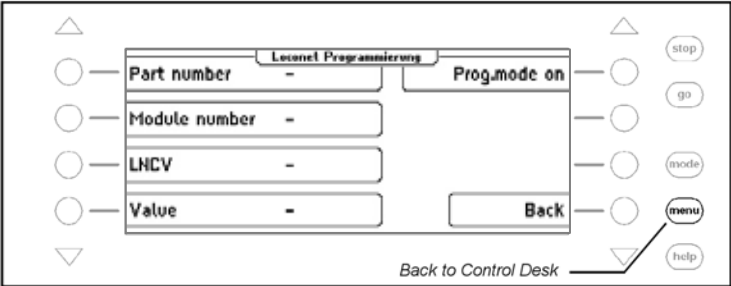 Loconet Programmierung
Part number -
Prog.mode on
Module number -
LNCV -
Value -
Back
stop
go
mode
menu
help
Back to Control Desk